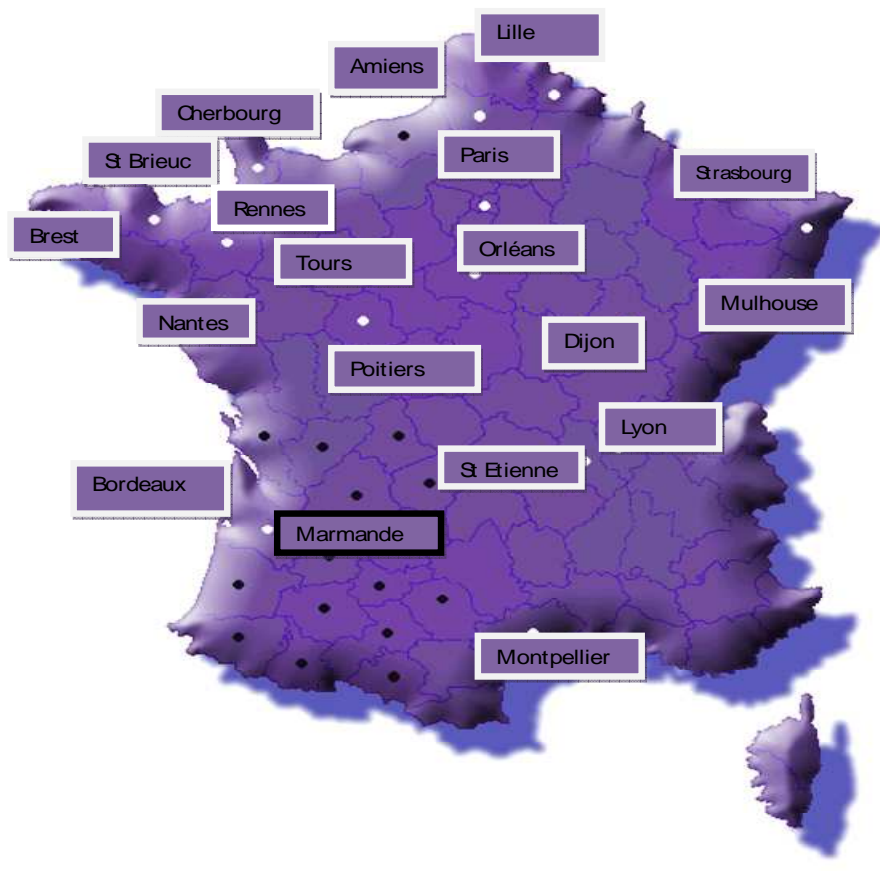 Lille
Amiens
Cherbourg
Paris
St Brieuc
Strasbourg
Rennes
Brest
Orléans
Tours
Mulhouse
Nantes
Dijon
Poitiers
Lyon
St Etienne
Bordeaux
Marmande
Montpellier